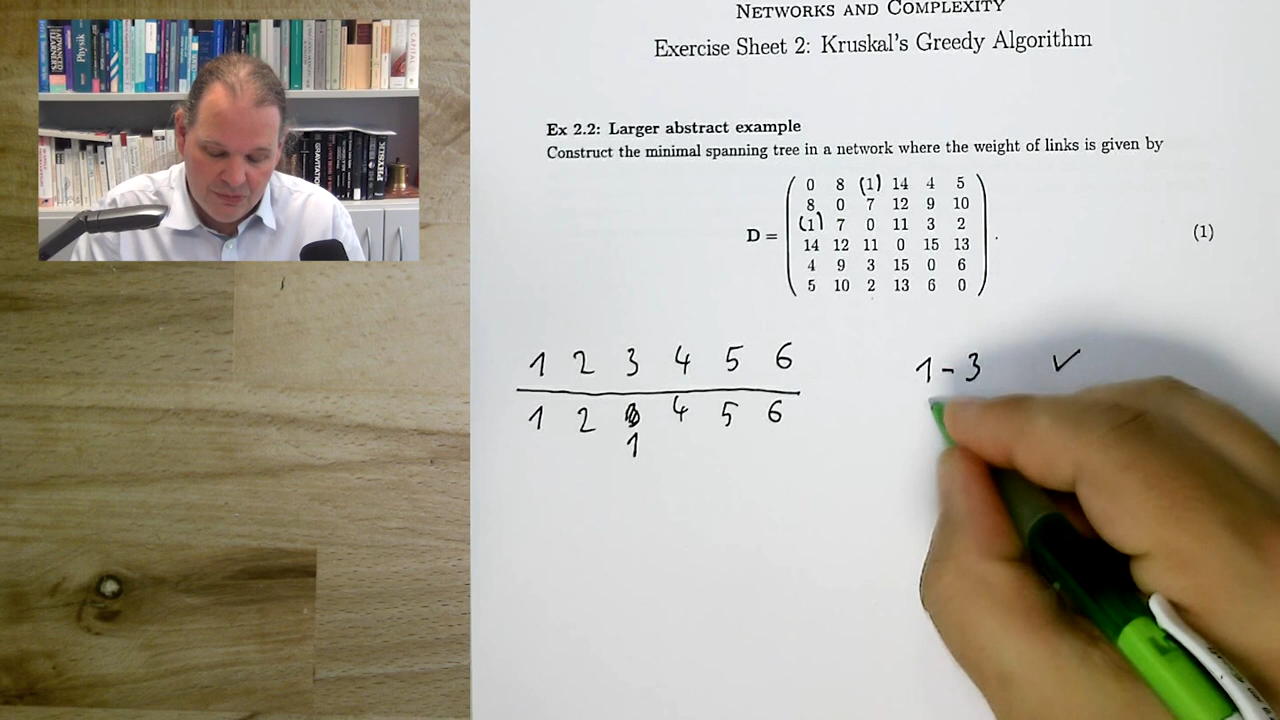 NETWORKS AND COMPLEXITY
Exercise Sheet 2: Kruskal's Greedy Algorithm
Ex 2.2: Larger abstract example
Construct the minimal spanning tree in a network where the weight of links is given by
0 8 (1) 14 4 5
8 0 7 12 9 10
(1) 7 0 11 3 2
D =
14 12 11 0 15 13
4 9 3 15 0 6
5 10 2 13 6 0
.
(1)
1 2 3 4 5 6
1 2 3 4 5 6
1
1-3 ✓
Physik
GRAVITATION
PHYSICS
CAPITAL